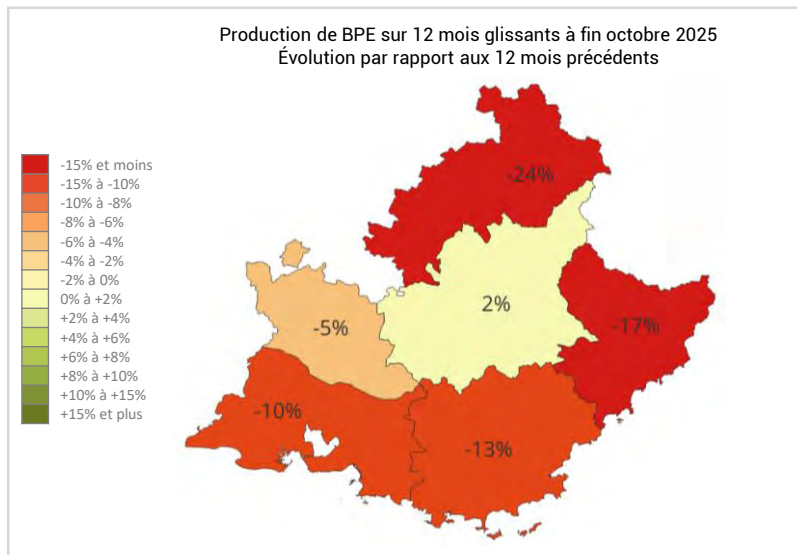 Production de BPE sur 12 mois glissants à fin octobre 2025
Évolution par rapport aux 12 mois précédents
-15% et moins
-15% à -10%
-10% à -8%
-8% à -6%
-6% à -4%
-4% à -2%
-2% à 0%
0% à +2%
+2% à +4%
+4% à +6%
+6% à +8%
+8% à +10%
+10% à +15%
+15% et plus
-24%
2%
-17%
-5%
-10%
-13%